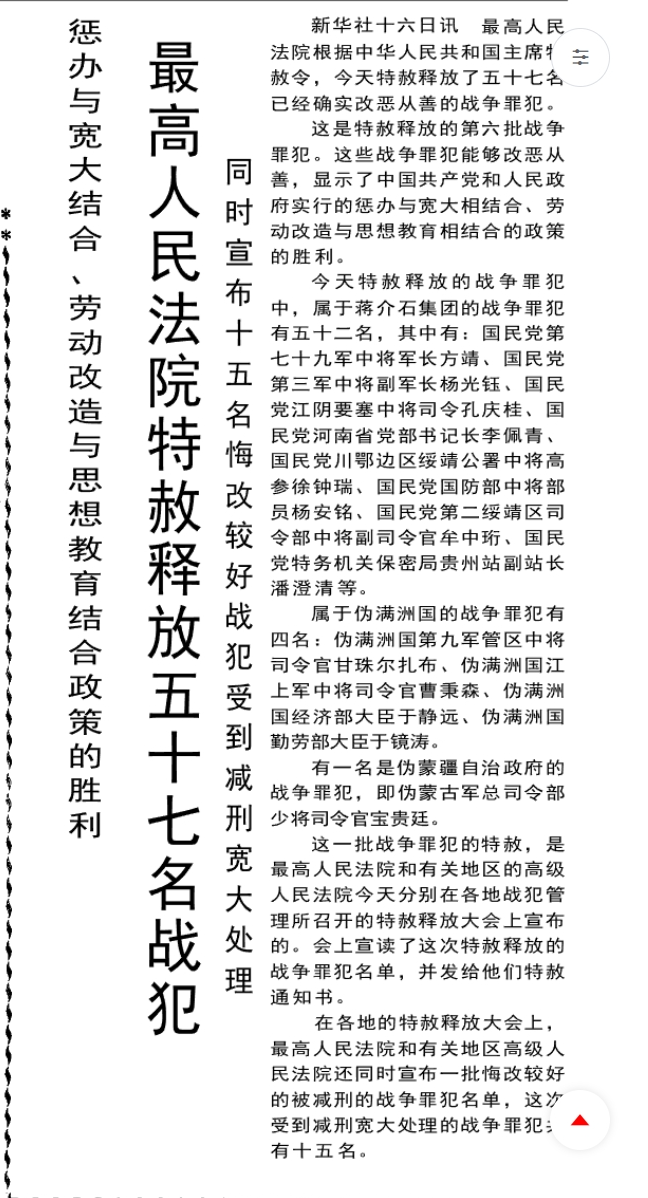 惩办与宽大结合、劳动改造与思想教育结合政策的胜利
最高人民法院特赦释放五十七名战犯
同时宣布十五名悔改较好战犯受到减刑宽大处理
新华社十六日讯　最高人民
法院根据中华人民共和国主席特
赦令，今天特赦释放了五十七名
已经确实改恶从善的战争罪犯。
这是特赦释放的第六批战争
罪犯。这些战争罪犯能够改恶从
善，显示了中国共产党和人民政
府实行的惩办与宽大相结合、劳
动改造与思想教育相结合的政策
的胜利。
今天特赦释放的战争罪犯
中，属于蒋介石集团的战争罪犯
有五十二名，其中有：国民党第
七十九军中将军长方靖、国民党
第三军中将副军长杨光钰、国民
党江阴要塞中将司令孔庆桂、国
民党河南省党部书记长李佩青、
国民党川鄂边区绥靖公署中将高
参徐钟瑞、国民党国防部中将部
员杨安铭、国民党第二绥靖区司
令部中将副司令官牟中珩、国民
党特务机关保密局贵州站副站长
潘澄清等。
属于伪满洲国的战争罪犯有
四名：伪满洲国第九军管区中将
司令官甘珠尔扎布、伪满洲国江
上军中将司令官曹秉森、伪满洲
国经济部大臣于静远、伪满洲国
勤劳部大臣于镜涛。
有一名是伪蒙疆自治政府的
战争罪犯，即伪蒙古军总司令部
少将司令官宝贵廷。
这一批战争罪犯的特赦，是
最高人民法院和有关地区的高级
人民法院今天分别在各地战犯管
理所召开的特赦释放大会上宣布
的。会上宣读了这次特赦释放的
战争罪犯名单，并发给他们特赦
通知书。
在各地的特赦释放大会上，
最高人民法院和有关地区高级人
民法院还同时宣布一批悔改较好
的被减刑的战争罪犯名单，这次
受到减刑宽大处理的战争罪犯共
有十五名。